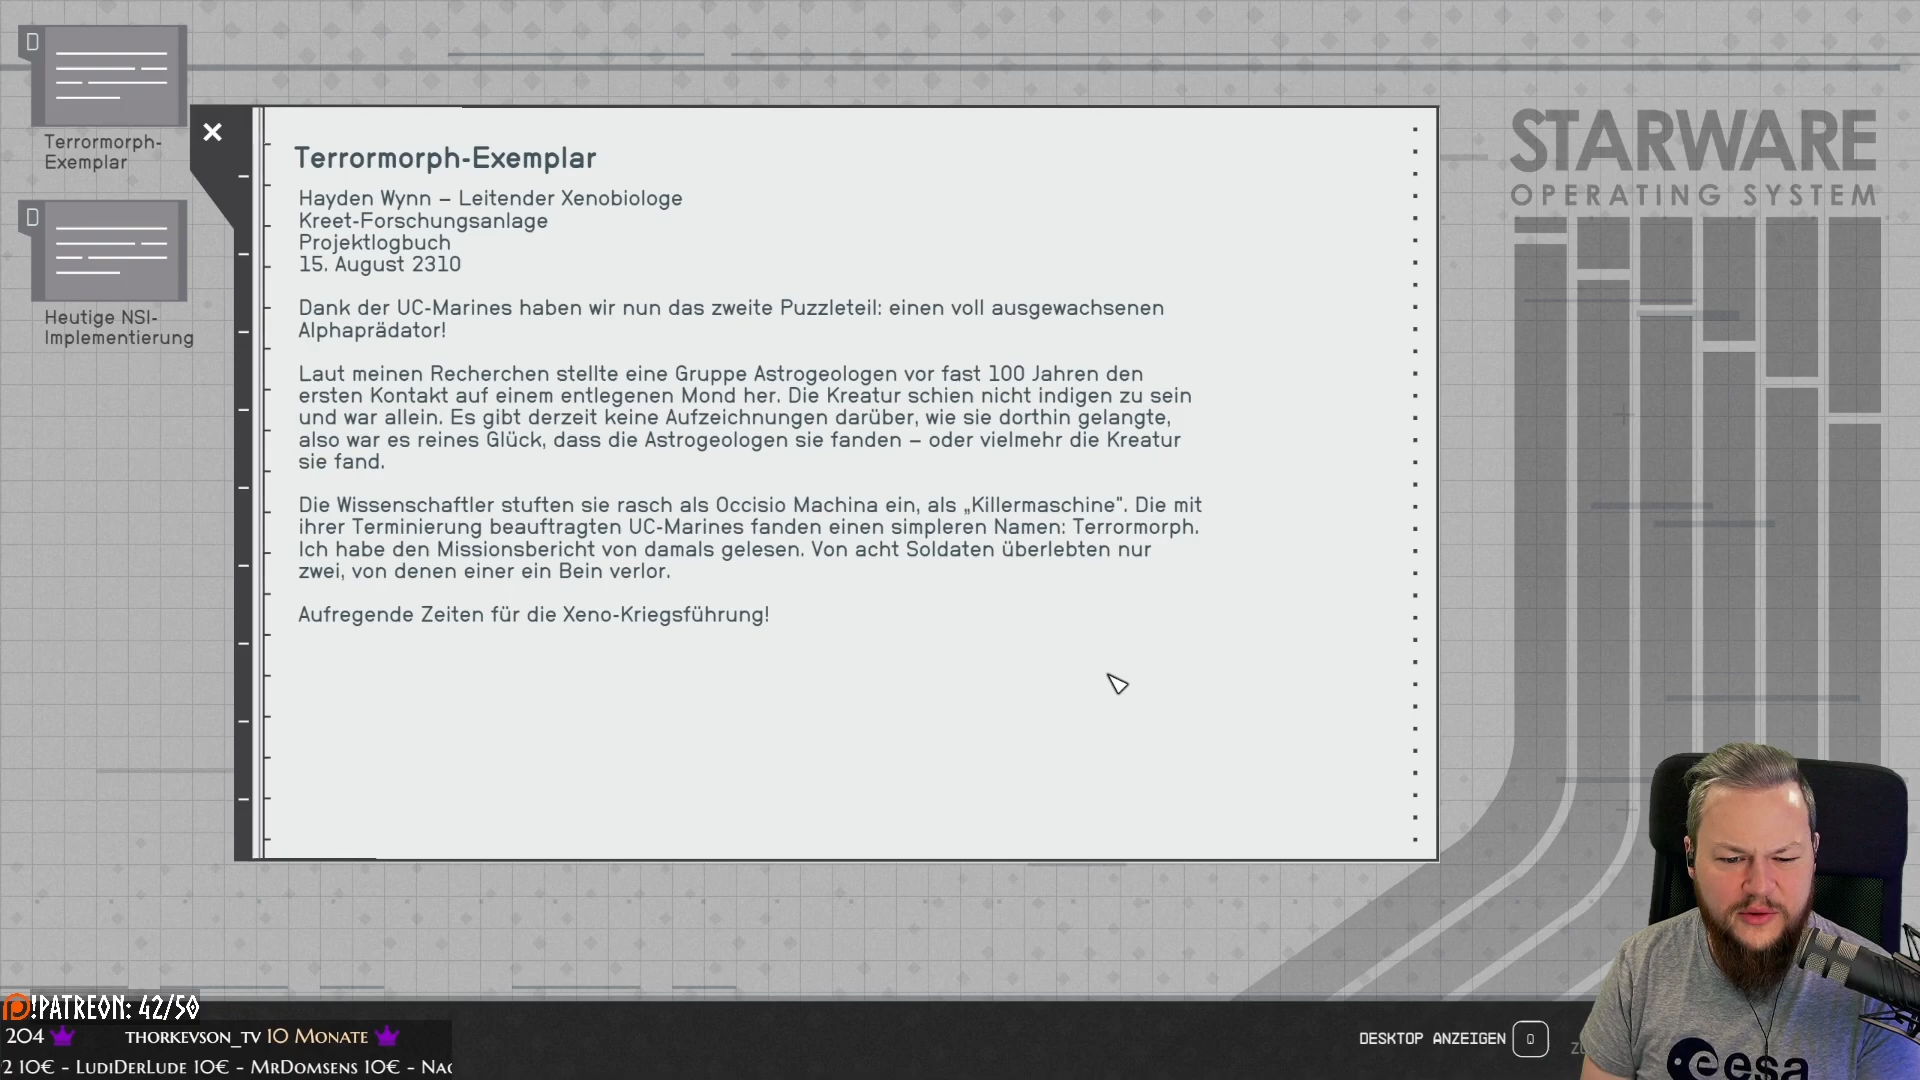 D
Terrormorph-
Exemplar
D
Heutige NSI-
Implementierung
Terrormorph-Exemplar
Hayden Wynn – Leitender Xenobiologe
Kreet-Forschungsanlage
Projektlogbuch
15. August 2310
Dank der UC-Marines haben wir nun das zweite Puzzleteil: einen voll ausgewachsenen
Alphaprädator!
Laut meinen Recherchen stellte eine Gruppe Astrogeologen vor fast 100 Jahren den
ersten Kontakt auf einem entlegenen Mond her. Die Kreatur schien nicht indigen zu sein
und war allein. Es gibt derzeit keine Aufzeichnungen darüber, wie sie dorthin gelangte,
also war es reines Glück, dass die Astrogeologen sie fanden – oder vielmehr die Kreatur
sie fand.
Die Wissenschaftler stuften sie rasch als Occisio Machina ein, als „Killermaschine". Die mit
ihrer Terminierung beauftragten UC-Marines fanden einen simpleren Namen: Terrormorph.
Ich habe den Missionsbericht von damals gelesen. Von acht Soldaten überlebten nur
zwei, von denen einer ein Bein verlor.
Aufregende Zeiten für die Xeno-Kriegsführung!
STARWARE
OPERATING SYSTEM
!PATREON: 42/50
204 THORKEVSON_TV 10 MONATE
2 10€ - LUDIDERLUDE 10€ - MRDOMSENS 10€ - NA
DESKTOP ANZEIGEN
esa